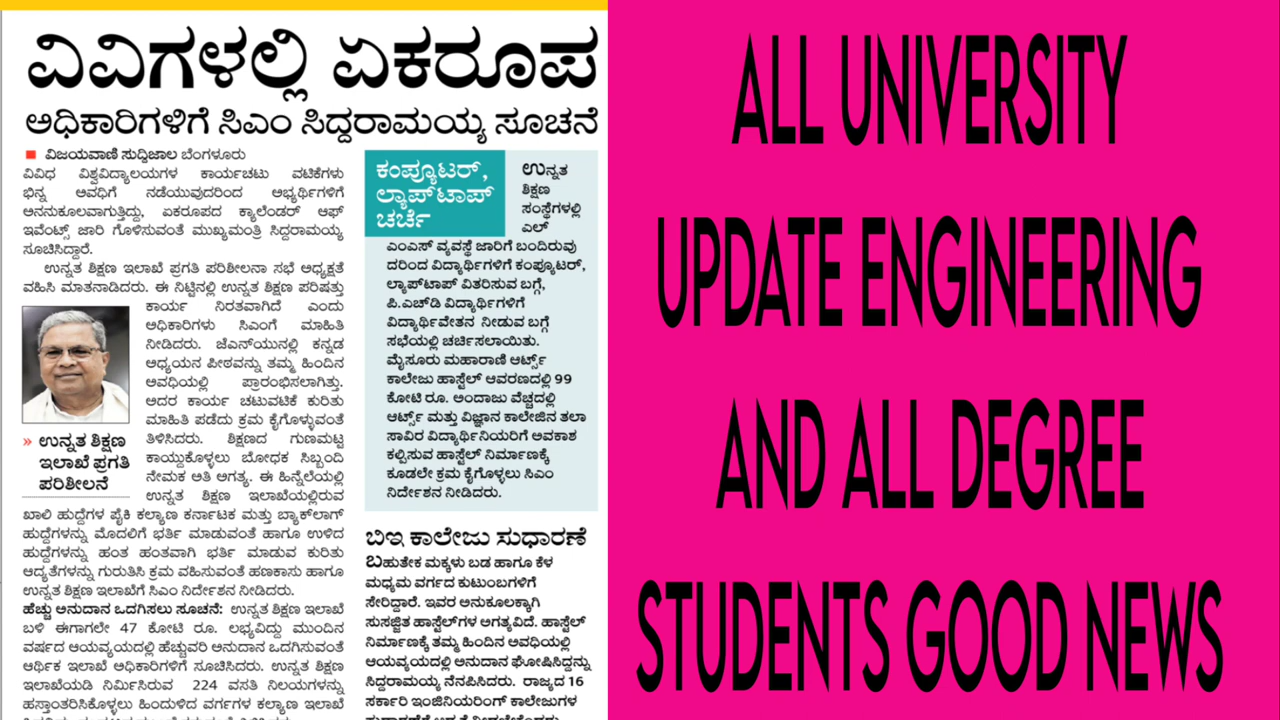 ವಿವಿಗಳಲ್ಲಿ ಏಕರೂಪ
ಅಧಿಕಾರಿಗಳಿಗೆ ಸಿಎಂ ಸಿದ್ದರಾಮಯ್ಯ ಸೂಚನೆ
ವಿಜಯವಾಣಿ ಸುದ್ದಿಜಾಲ ಬೆಂಗಳೂರು
ವಿವಿಧ ವಿಶ್ವವಿದ್ಯಾಲಯಗಳ ಕಾರ್ಯಚಟು ವಟಿಕೆಗಳು
ಭಿನ್ನ ಅವಧಿಗೆ ನಡೆಯುವುದರಿಂದ ಅಭ್ಯರ್ಥಿಗಳಿಗೆ
ಅನನುಕೂಲವಾಗುತ್ತಿದ್ದು, ಏಕರೂಪದ ಕ್ಯಾಲೆಂಡರ್ ಆಫ್
ಇವೆಂಟ್ಸ್ ಜಾರಿ ಗೊಳಿಸುವಂತೆ ಮುಖ್ಯಮಂತ್ರಿ ಸಿದ್ದರಾಮಯ್ಯ
ಸೂಚಿಸಿದ್ದಾರೆ.
ಉನ್ನತ ಶಿಕ್ಷಣ ಇಲಾಖೆ ಪ್ರಗತಿ ಪರಿಶೀಲನಾ ಸಭೆ ಅಧ್ಯಕ್ಷತೆ
ವಹಿಸಿ ಮಾತನಾಡಿದರು. ಈ ನಿಟ್ಟಿನಲ್ಲಿ ಉನ್ನತ ಶಿಕ್ಷಣ ಪರಿಷತ್ತು
ಕಾರ್ಯ ನಿರತವಾಗಿದೆ ಎಂದು
ಅಧಿಕಾರಿಗಳು ಸಿಎಂಗೆ ಮಾಹಿತಿ
ನೀಡಿದರು. ಜೆಎನ್‌ಯುನಲ್ಲಿ ಕನ್ನಡ
ಅಧ್ಯಯನ ಪೀಠವನ್ನು ತಮ್ಮ ಹಿಂದಿನ
ಅವಧಿಯಲ್ಲಿ ಪ್ರಾರಂಭಿಸಲಾಗಿತ್ತು.
ಅದರ ಕಾರ್ಯ ಚಟುವಟಿಕೆ ಕುರಿತು
ಮಾಹಿತಿ ಪಡೆದು ಕ್ರಮ ಕೈಗೊಳ್ಳುವಂತೆ
ತಿಳಿಸಿದರು. ಶಿಕ್ಷಣದ ಗುಣಮಟ್ಟ
ಕಾಯ್ದುಕೊಳ್ಳಲು ಬೋಧಕ ಸಿಬ್ಬಂದಿ
ನೇಮಕ ಅತಿ ಅಗತ್ಯ. ಈ ಹಿನ್ನೆಲೆಯಲ್ಲಿ
ಉನ್ನತ ಶಿಕ್ಷಣ ಇಲಾಖೆಯಲ್ಲಿರುವ
» ಉನ್ನತ ಶಿಕ್ಷಣ
ಇಲಾಖೆ ಪ್ರಗತಿ
ಪರಿಶೀಲನೆ
ಖಾಲಿ ಹುದ್ದೆಗಳ ಪೈಕಿ ಕಲ್ಯಾಣ ಕರ್ನಾಟಕ ಮತ್ತು ಬ್ಯಾಕ್‌ಲಾಗ್
ಹುದ್ದೆಗಳನ್ನು ಮೊದಲಿಗೆ ಭರ್ತಿ ಮಾಡುವಂತೆ ಹಾಗೂ ಉಳಿದ
ಹುದ್ದೆಗಳನ್ನು ಹಂತ ಹಂತವಾಗಿ ಭರ್ತಿ ಮಾಡುವ ಕುರಿತು
ಆದ್ಯತೆಗಳನ್ನು ಗುರುತಿಸಿ ಕ್ರಮ ವಹಿಸುವಂತೆ ಹಣಕಾಸು ಹಾಗೂ
ಉನ್ನತ ಶಿಕ್ಷಣ ಇಲಾಖೆಗೆ ಸಿಎಂ ನಿರ್ದೇಶನ ನೀಡಿದರು.
ಹೆಚ್ಚು ಅನುದಾನ ಒದಗಿಸಲು ಸೂಚನೆ: ಉನ್ನತ ಶಿಕ್ಷಣ ಇಲಾಖೆ
ಬಳಿ ಈಗಾಗಲೇ 47 ಕೋಟಿ ರೂ. ಲಭ್ಯವಿದ್ದು ಮುಂದಿನ
ವರ್ಷದ ಆಯವ್ಯಯದಲ್ಲಿ ಹೆಚ್ಚುವರಿ ಅನುದಾನ ಒದಗಿಸುವಂತೆ
ಆರ್ಥಿಕ ಇಲಾಖೆ ಅಧಿಕಾರಿಗಳಿಗೆ ಸೂಚಿಸಿದರು. ಉನ್ನತ ಶಿಕ್ಷಣ
ಇಲಾಖೆಯಡಿ ನಿರ್ಮಿಸಿರುವ 224 ವಸತಿ ನಿಲಯಗಳನ್ನು
ಹಸ್ತಾಂತರಿಸಿಕೊಳ್ಳಲು ಹಿಂದುಳಿದ ವರ್ಗಗಳ ಕಲ್ಯಾಣ ಇಲಾಖೆ
ಕಂಪ್ಯೂಟರ್,
ಲ್ಯಾಪ್‌ಟಾಪ್
ಚರ್ಚೆ
ಉನ್ನತ
ಶಿಕ್ಷಣ
ಸಂಸ್ಥೆಗಳಲ್ಲಿ
ಎಲ್
ಎಂಎಸ್ ವ್ಯವಸ್ಥೆ ಜಾರಿಗೆ ಬಂದಿರುವು
ದರಿಂದ ವಿದ್ಯಾರ್ಥಿಗಳಿಗೆ ಕಂಪ್ಯೂಟರ್,
ಲ್ಯಾಪ್‌ಟಾಪ್ ವಿತರಿಸುವ ಬಗ್ಗೆ,
ಪಿ.ಎಚ್‌ಡಿ ವಿದ್ಯಾರ್ಥಿಗಳಿಗೆ
ವಿದ್ಯಾರ್ಥಿವೇತನ ನೀಡುವ ಬಗ್ಗೆ
ಸಭೆಯಲ್ಲಿ ಚರ್ಚಿಸಲಾಯಿತು.
ಮೈಸೂರು ಮಹಾರಾಣಿ ಆರ್ಟ್ಸ್
ಕಾಲೇಜು ಹಾಸ್ಟೆಲ್ ಆವರಣದಲ್ಲಿ 99
ಕೋಟಿ ರೂ. ಅಂದಾಜು ವೆಚ್ಚದಲ್ಲಿ
ಆರ್ಟ್ಸ್ ಮತ್ತು ವಿಜ್ಞಾನ ಕಾಲೇಜಿನ ತಲಾ
ಸಾವಿರ ವಿದ್ಯಾರ್ಥಿನಿಯರಿಗೆ ಅವಕಾಶ
ಕಲ್ಪಿಸುವ ಹಾಸ್ಟೆಲ್ ನಿರ್ಮಾಣಕ್ಕೆ
ಕೂಡಲೇ ಕ್ರಮ ಕೈಗೊಳ್ಳಲು ಸಿಎಂ
ನಿರ್ದೇಶನ ನೀಡಿದರು.
ಬಿಇ ಕಾಲೇಜು ಸುಧಾರಣೆ
ಬಹುತೇಕ ಮಕ್ಕಳು ಬಡ ಹಾಗೂ ಕೆಳ
ಮಧ್ಯಮ ವರ್ಗದ ಕುಟುಂಬಗಳಿಗೆ
ಸೇರಿದ್ದಾರೆ. ಇವರ ಅನುಕೂಲಕ್ಕಾಗಿ
ಸುಸಜ್ಜಿತ ಹಾಸ್ಟೆಲ್‌ಗಳ ಅಗತ್ಯವಿದೆ. ಹಾಸ್ಟೆಲ್
ನಿರ್ಮಾಣಕ್ಕೆ ತಮ್ಮ ಹಿಂದಿನ ಅವಧಿಯಲ್ಲಿ
ಆಯವ್ಯಯದಲ್ಲಿ ಅನುದಾನ ಘೋಷಿಸಿದ್ದನ್ನು
ಸಿದ್ದರಾಮಯ್ಯ ನೆನಪಿಸಿದರು. ರಾಜ್ಯದ 16
ಸರ್ಕಾರಿ ಇಂಜಿನಿಯರಿಂಗ್ ಕಾಲೇಜುಗಳ
ALL UNIVERSITY
UPDATE ENGINEERING
AND ALL DEGREE
STUDENTS GOOD NEWS